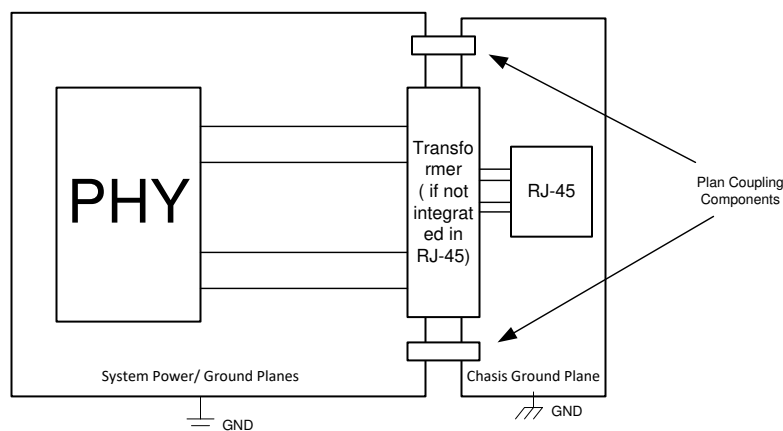 PHY
Transfo
rmer
( if not
integrat
ed in
RJ-45)
RJ-45
Plan Coupling
Components
System Power/ Ground Planes
Chasis Ground Plane
GND
GND